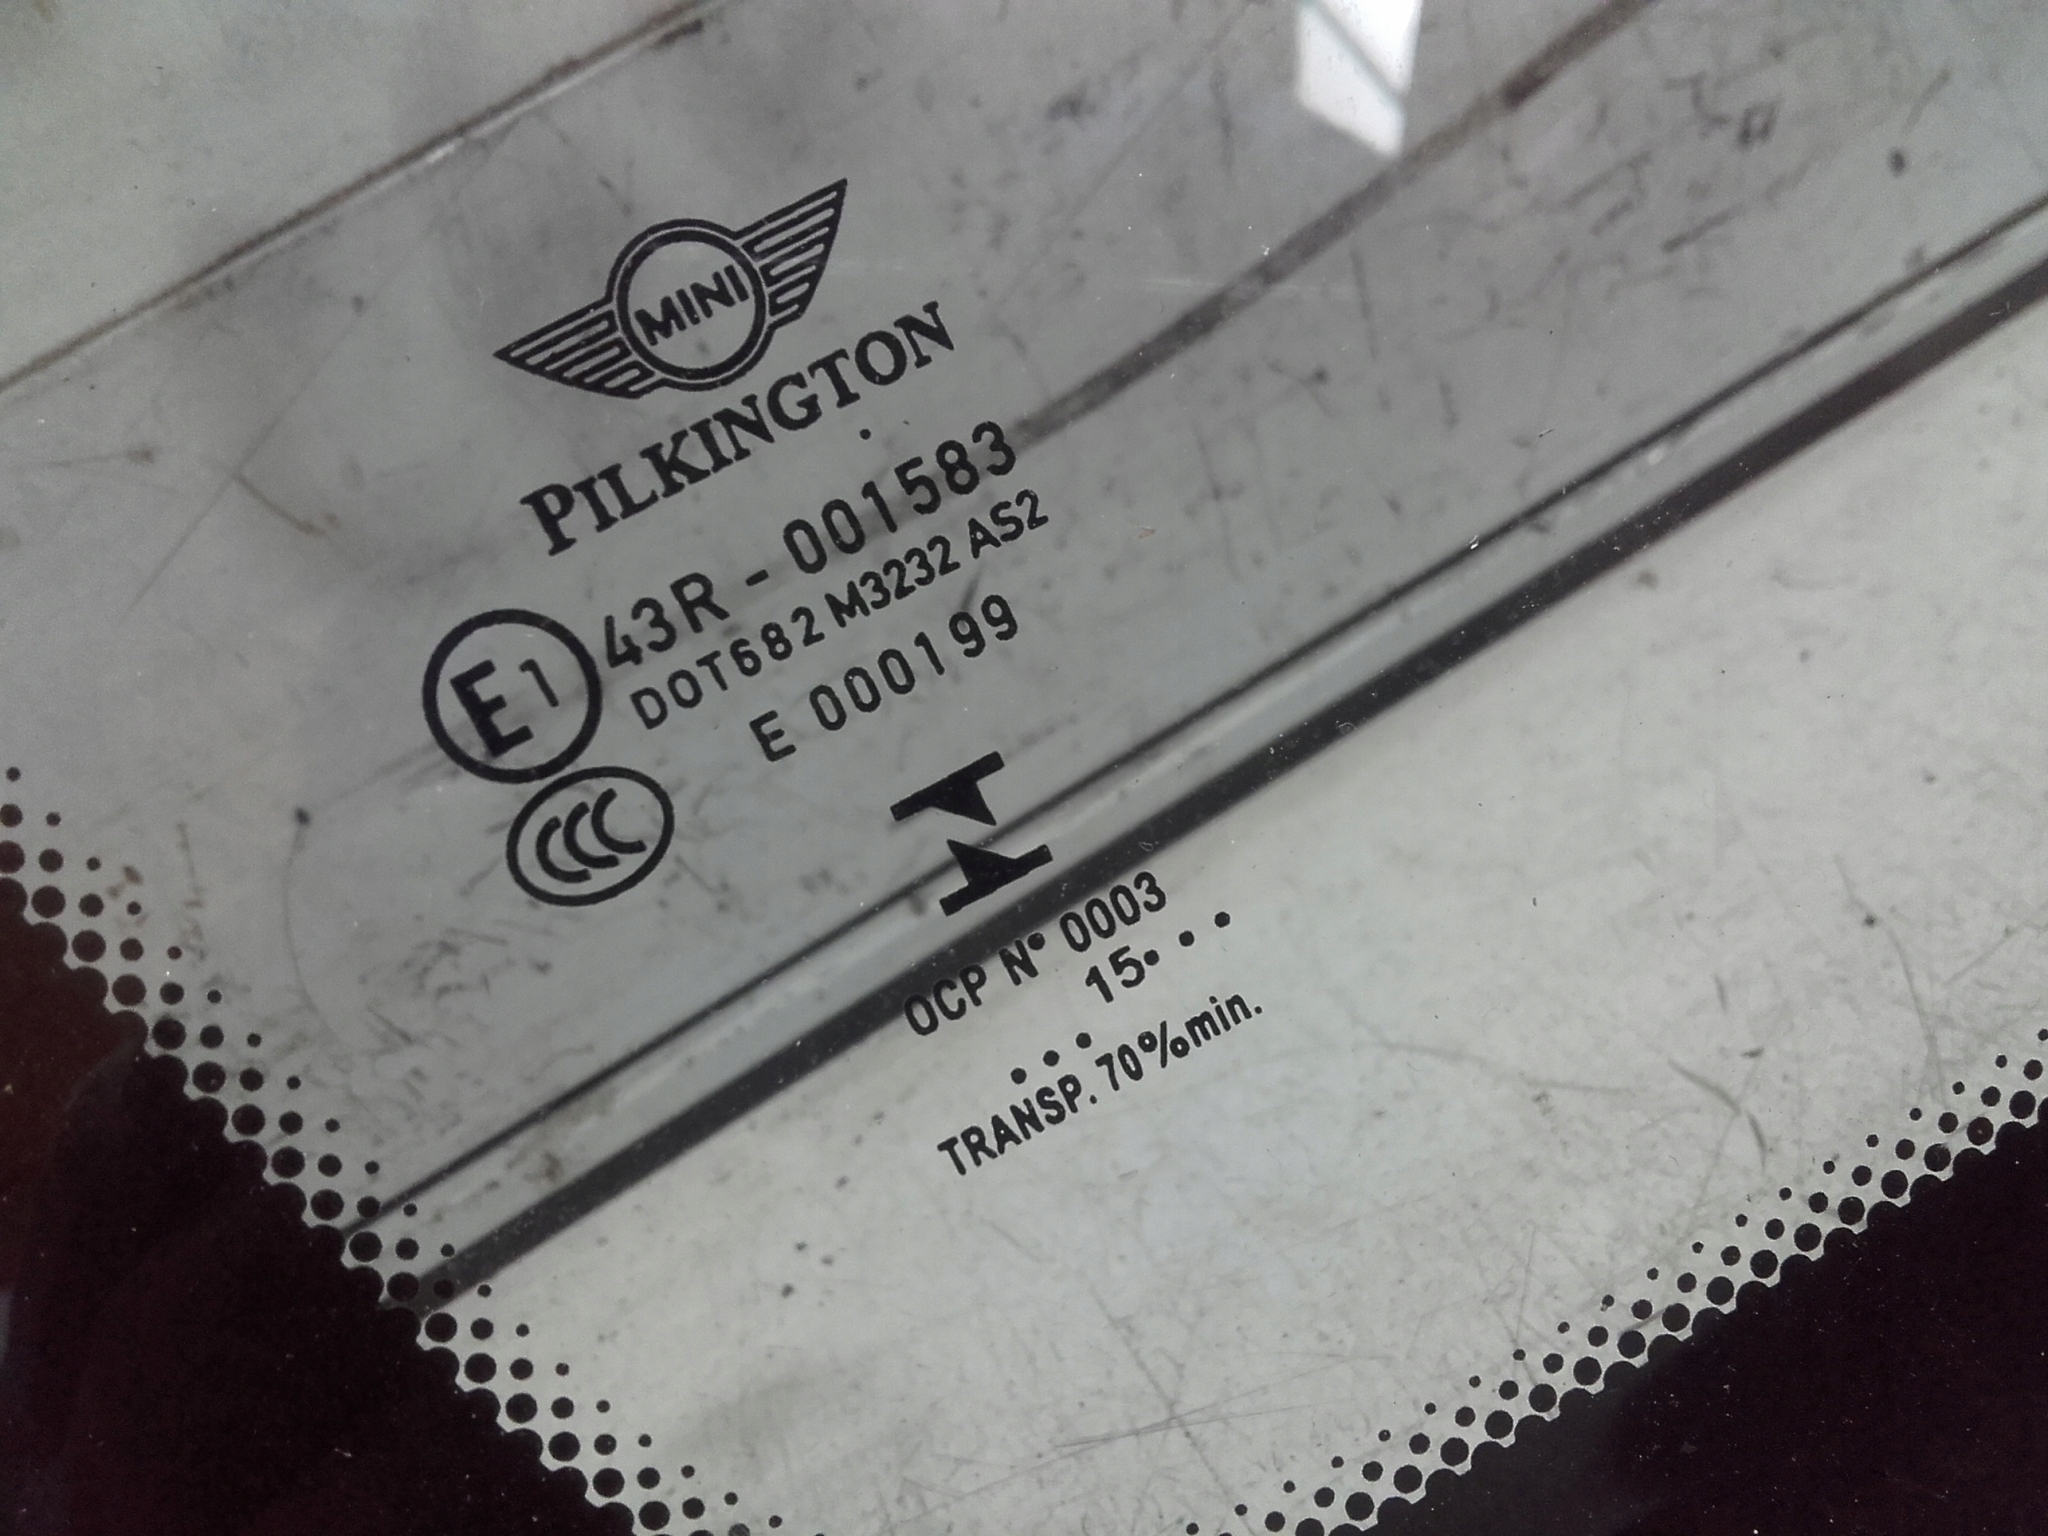 MINI
PILKINGTON
E1 43R - 001583
DOT682 M3232 AS2
E 000199
CCC
OCP N° 0003
15• • •
• • •
TRANSP. 70%min.